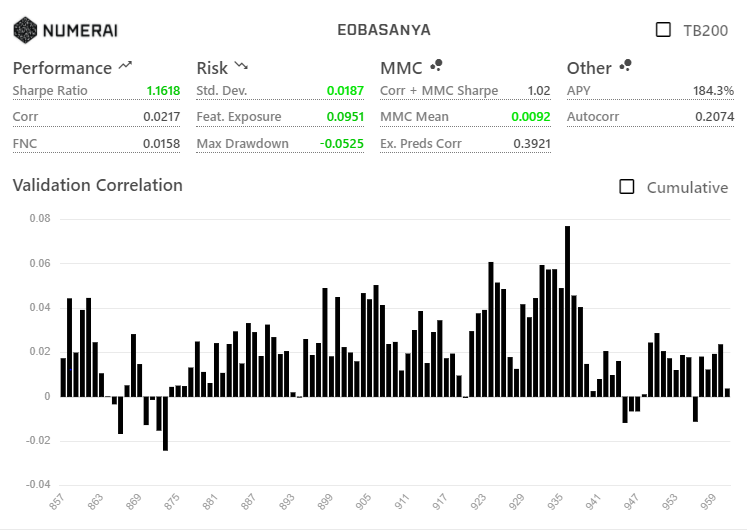 NUMERAI EOBASANYA TB200
Performance Risk MMC Other
Sharpe Ratio 1.1618 Std. Dev. 0.0187 Corr + MMC Sharpe 1.02 APY 184.3%
Corr 0.0217 Feat. Exposure 0.0951 MMC Mean 0.0092 Autocorr 0.2074
FNC 0.0158 Max Drawdown -0.0525 Ex. Preds Corr 0.3921
Validation Correlation Cumulative
0.08
0.06
0.04
0.02
0
-0.02
-0.04
857 863 869 875 881 887 893 899 905 911 917 923 929 935 941 947 953 959